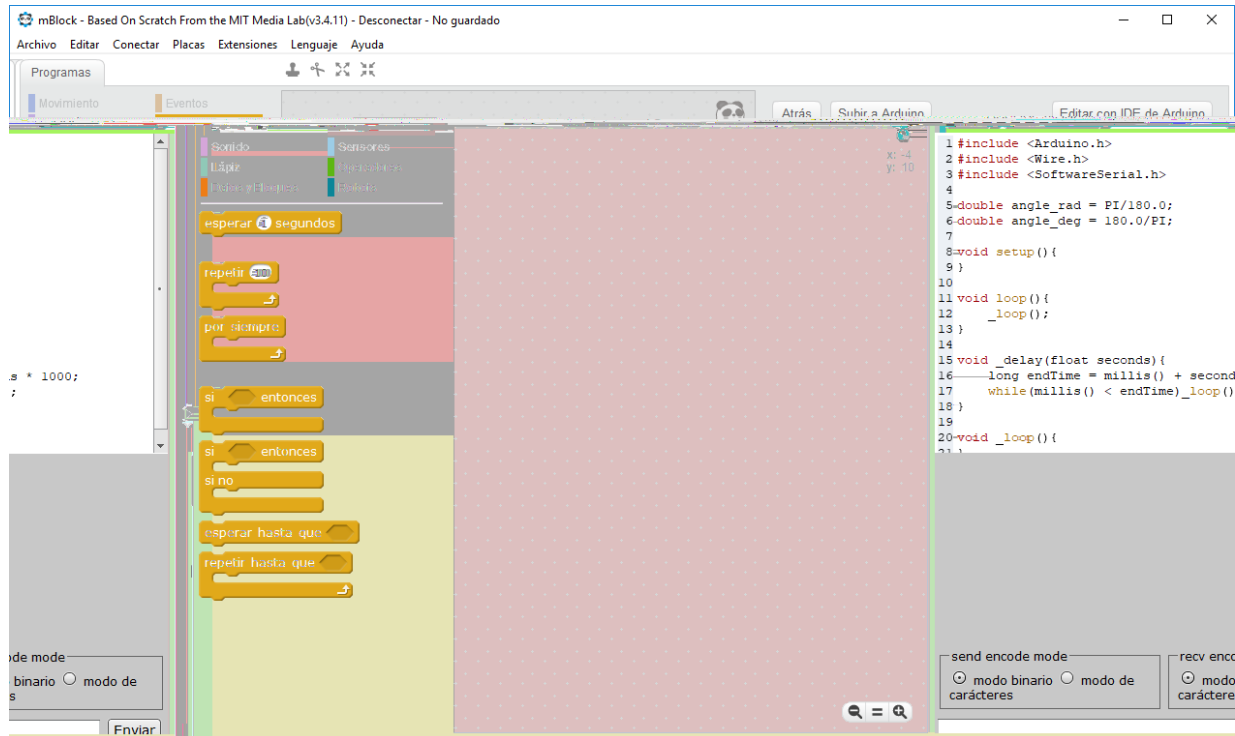 mBlock - Based On Scratch From the MIT Media Lab(v3.4.11) - Desconectar - No guardado
Archivo Editar Conectar Placas Extensiones Lenguaje Ayuda
Programas
Movimiento Eventos
Atrás Subir a Arduino Editar con IDE de Arduino
Sonido Sensores
Lápiz Operadores
Datos y Bloques Robots
x: -4
y: 10
esperar 1 segundos
repetir 10
por siempre
si entonces
si entonces
si no
esperar hasta que
repetir hasta que
s * 1000;
;
1 #include <Arduino.h>
2 #include <Wire.h>
3 #include <SoftwareSerial.h>
4
5 double angle_rad = PI/180.0;
6 double angle_deg = 180.0/PI;
7
8 void setup(){
9 }
10
11 void loop(){
12 _loop();
13 }
14
15 void _delay(float seconds){
16 long endTime = millis() + second
17 while(millis() < endTime)_loop()
18 }
19
20 void _loop(){
21 }
de mode
binario modo de
s
Enviar
send encode mode
modo binario modo de
carácteres
recv enco
modo
caráctere